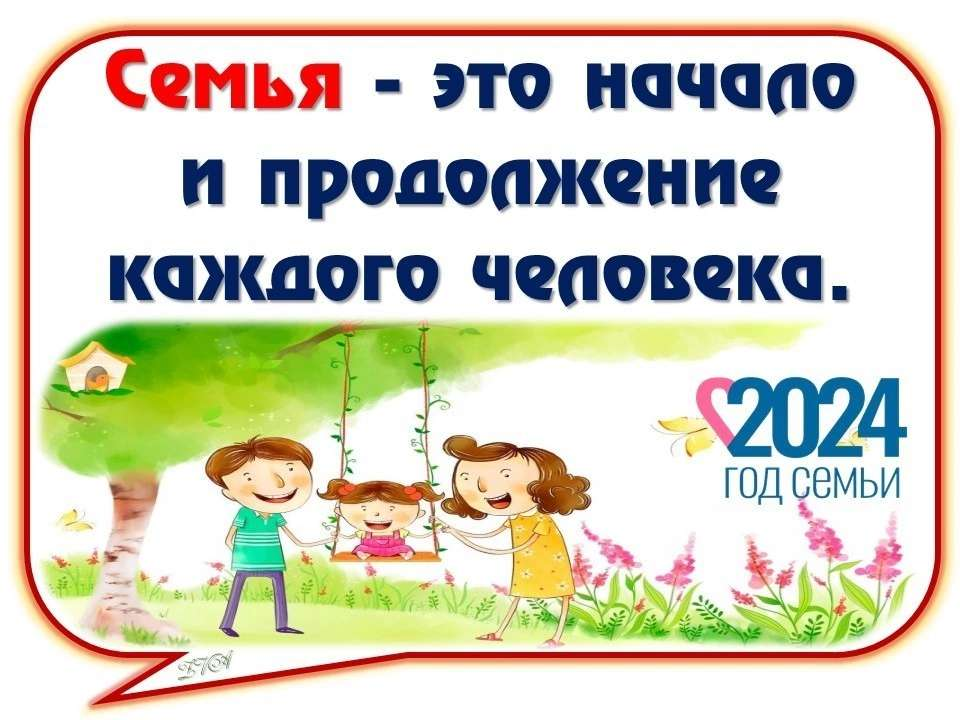 Семья - это начало
и продолжение
каждого человека.
2024
ГОД СЕМЬИ